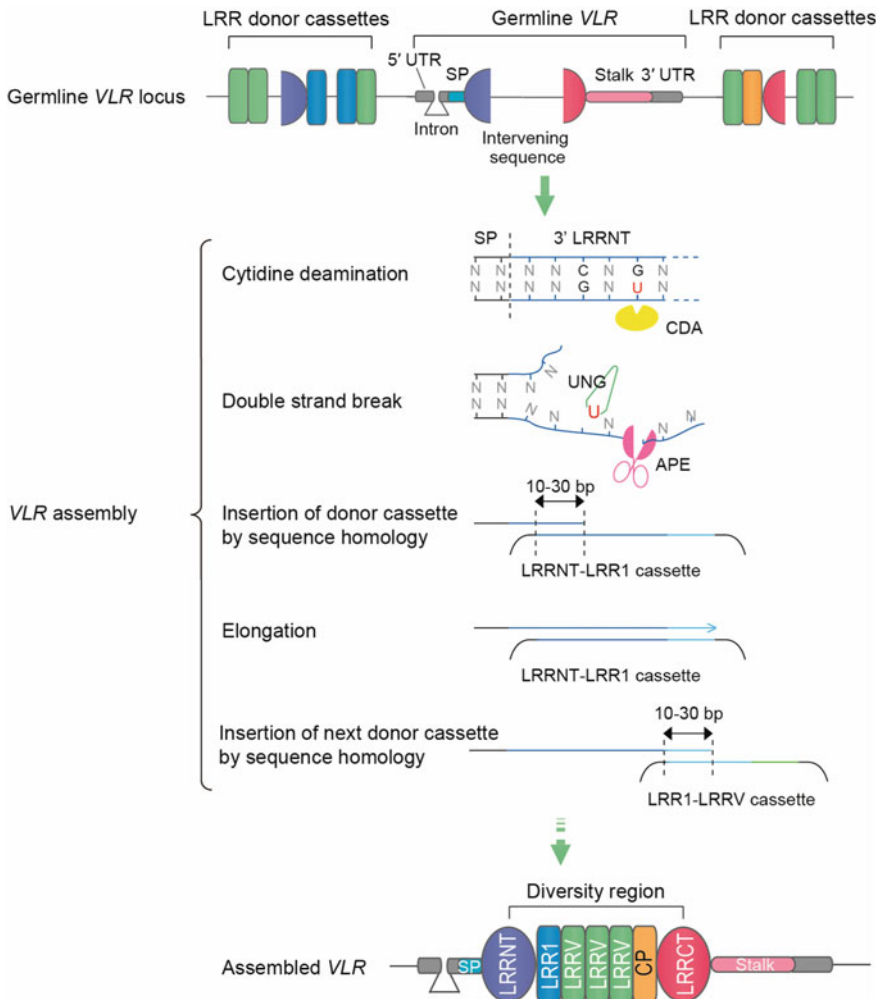 LRR donor cassettes
Germline VLR
LRR donor cassettes
5′ UTR
SP
Stalk 3′ UTR
Germline VLR locus
Intron
Intervening
sequence
SP
3′ LRRNT
N N N N C N G N
N N N N G N U N
Cytidine deamination
CDA
N
N N N
UNG
Double strand break
N N N N U N N N
APE
10-30 bp
VLR assembly
Insertion of donor cassette
by sequence homology
LRRNT-LRR1 cassette
Elongation
LRRNT-LRR1 cassette
10-30 bp
Insertion of next donor cassette
by sequence homology
LRR1-LRRV cassette
Diversity region
Assembled VLR
SP
LRRNT
LRR1
LRRV
LRRV
LRRV
CP
LRRCT
Stalk